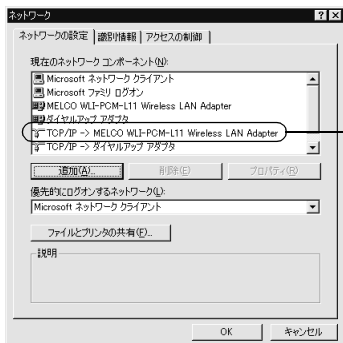 ネットワーク
ネットワークの設定 識別情報 アクセスの制御
現在のネットワーク コンポーネント(N):
Microsoft ネットワーク クライアント
Microsoft ファミリ ログオン
MELCO WLI-PCM-L11 Wireless LAN Adapter
ダイヤルアップ アダプタ
TCP/IP -> MELCO WLI-PCM-L11 Wireless LAN Adapter
TCP/IP -> ダイヤルアップ アダプタ
追加(A)... 削除(E) プロパティ(R)
優先的にログオンするネットワーク(L):
Microsoft ネットワーク クライアント
ファイルとプリンタの共有(F)...
説明
OK キャンセル